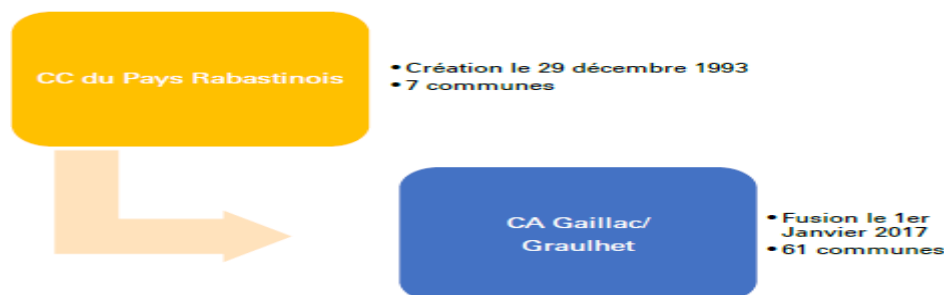 CC du Pays Rabastinois
• Création le 29 décembre 1993
• 7 communes
CA Gaillac/
Graulhet
• Fusion le 1er
Janvier 2017
• 61 communes